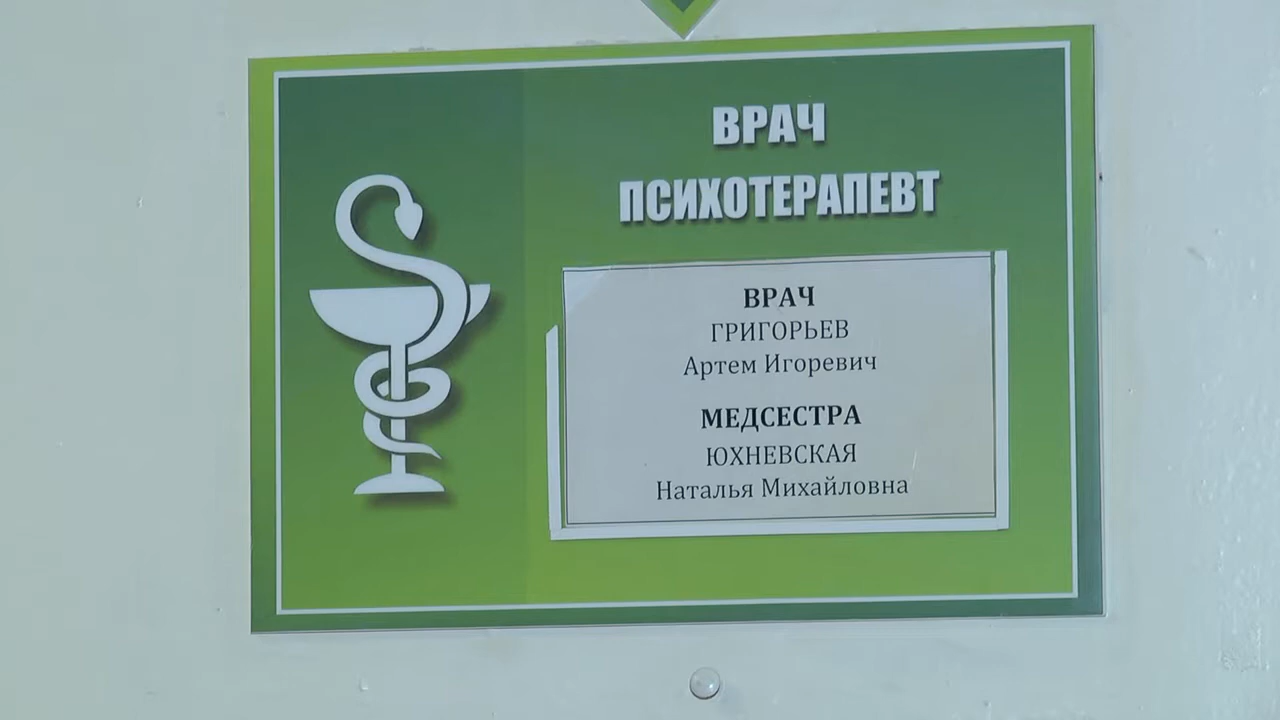 ВРАЧ
ПСИХОТЕРАПЕВТ
ВРАЧ
ГРИГОРЬЕВ
Артем Игоревич
МЕДСЕСТРА
ЮХНЕВСКАЯ
Наталья Михайловна